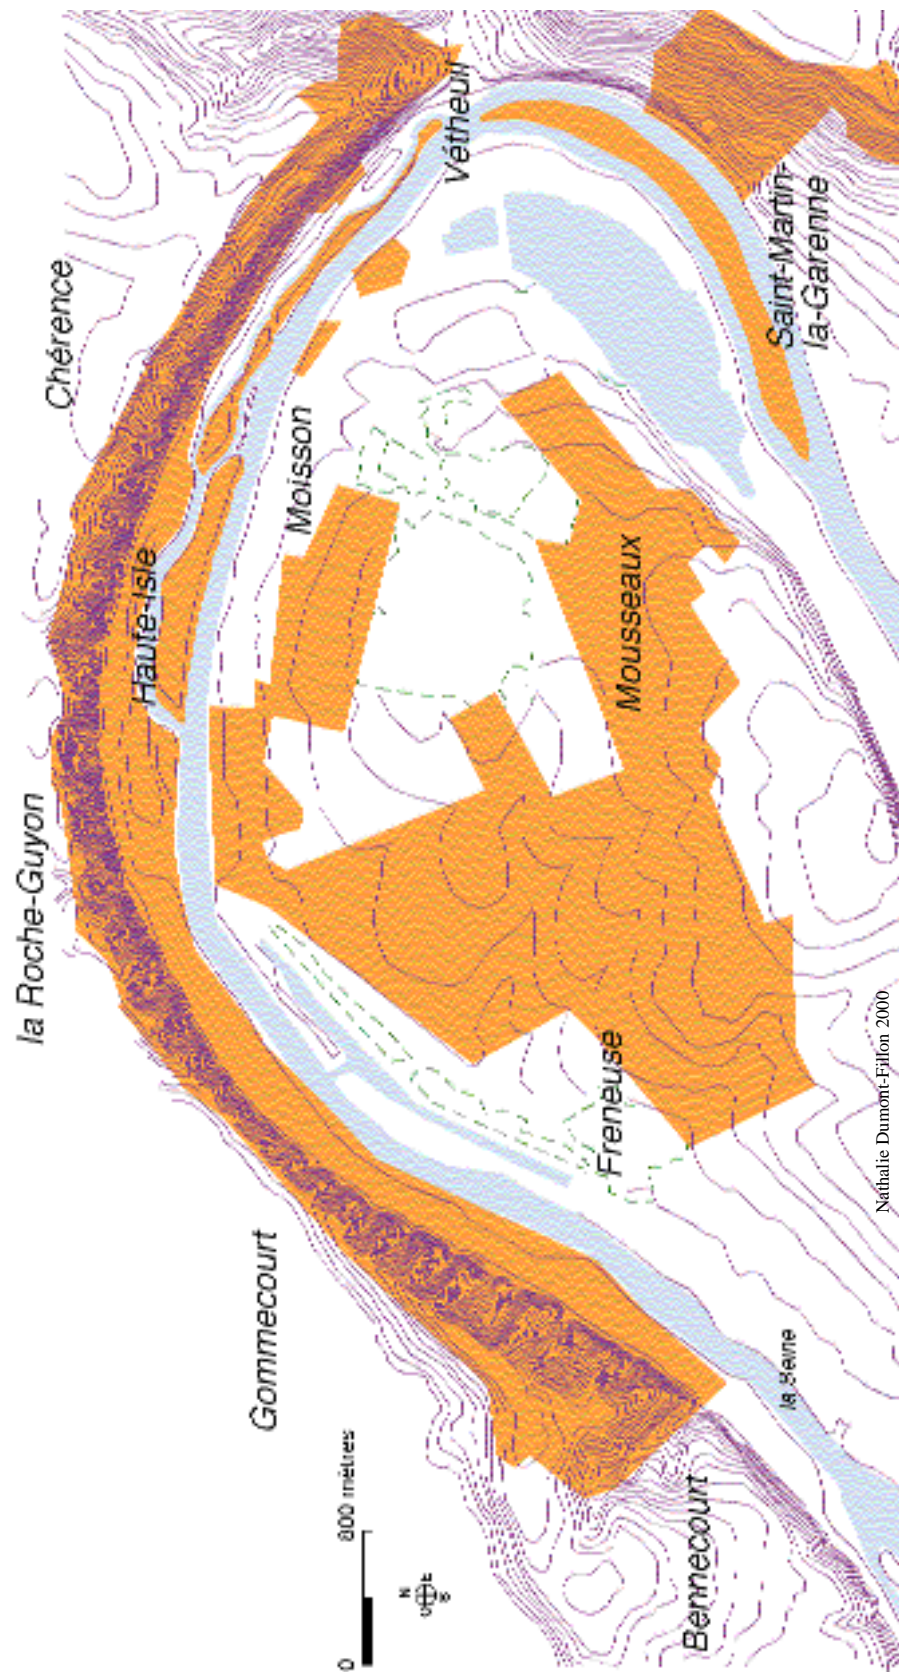 la Roche-Guyon
Chérence
Haute-Isle
Vétheuil
Moisson
Gommecourt
Saint-Martin-
la-Garenne
Mousseaux
Freneuse
Bennecourt
la Seine
0 800 mètres
N
O E
S
Nathalie Dumont-Fillon 2000